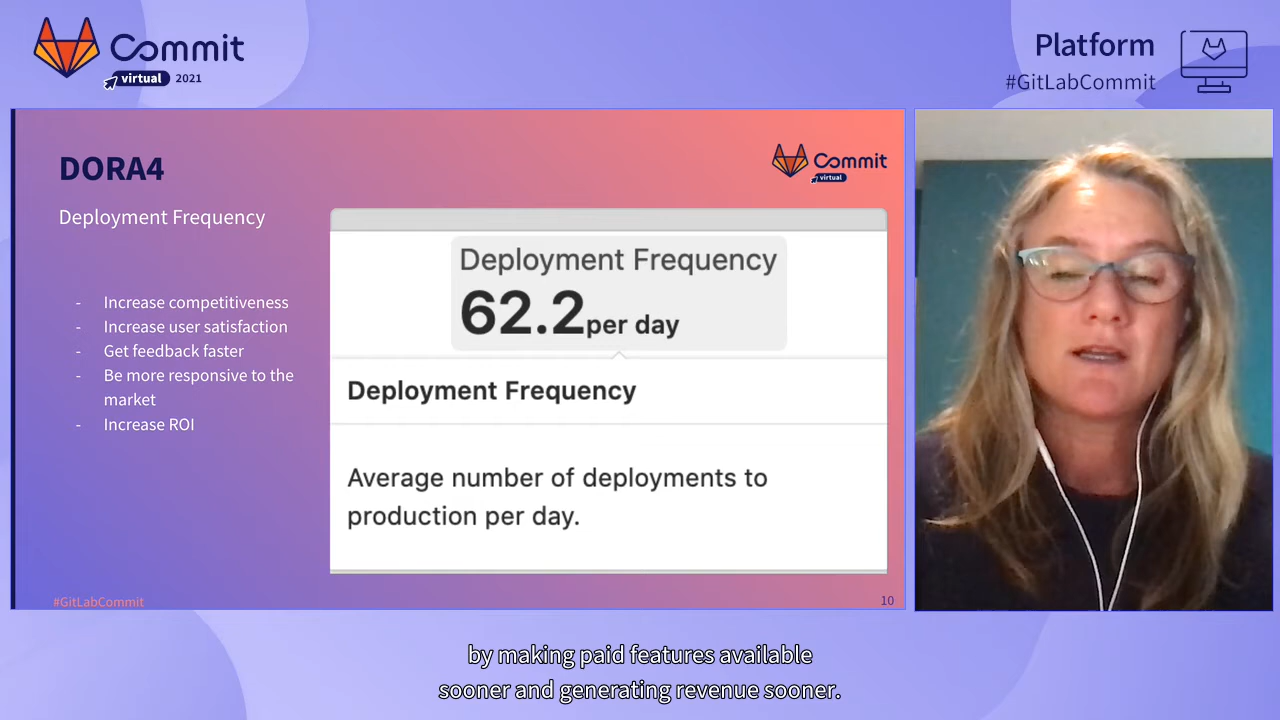 Commit
virtual 2021
Platform
#GitLabCommit
DORA4
Commit
virtual
Deployment Frequency
- Increase competitiveness
- Increase user satisfaction
- Get feedback faster
- Be more responsive to the
market
- Increase ROI
Deployment Frequency
62.2 per day
Deployment Frequency
Average number of deployments to
production per day.
#GitLabCommit
10
by making paid features available
sooner and generating revenue sooner.